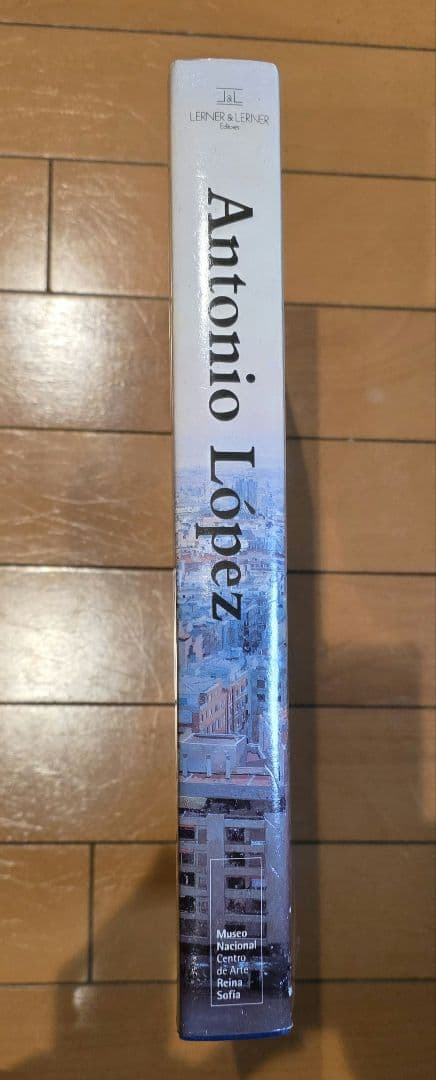 L&L
LERNER & LERNER
Editores
Antonio López
Museo
Nacional
Centro
de Arte
Reina
Sofía